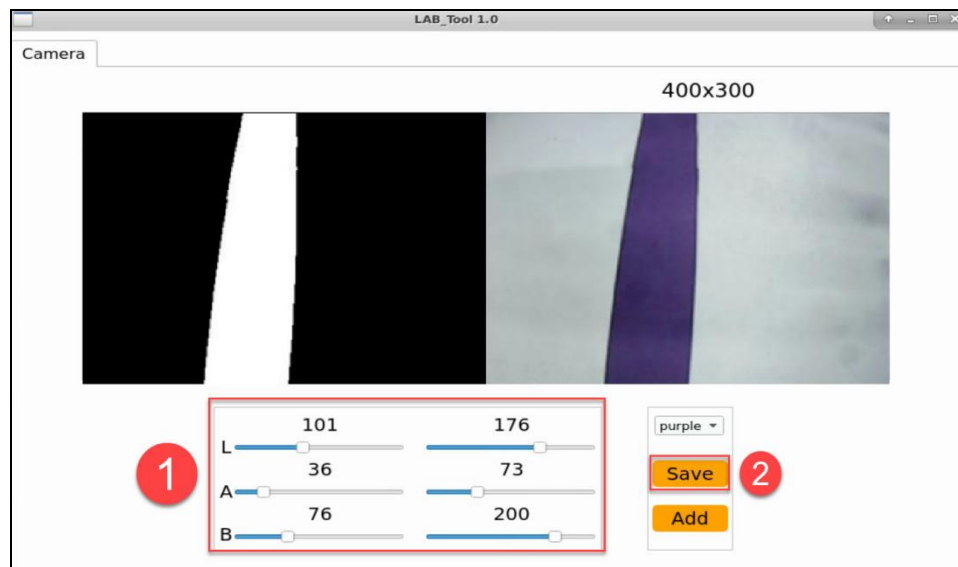 LAB_Tool 1.0
Camera
400x300
101 176
L
36 73
A
76 200
B
1
purple
Save
2
Add